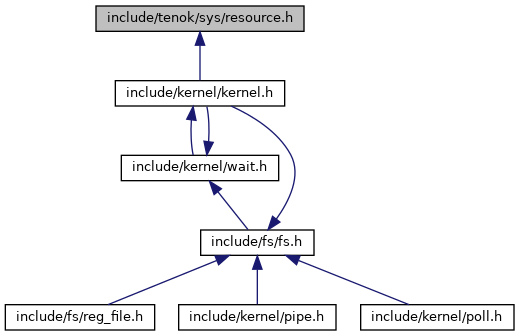 include/tenok/sys/resource.h
include/kernel/kernel.h
include/kernel/wait.h
include/fs/fs.h
include/fs/reg_file.h
include/kernel/pipe.h
include/kernel/poll.h